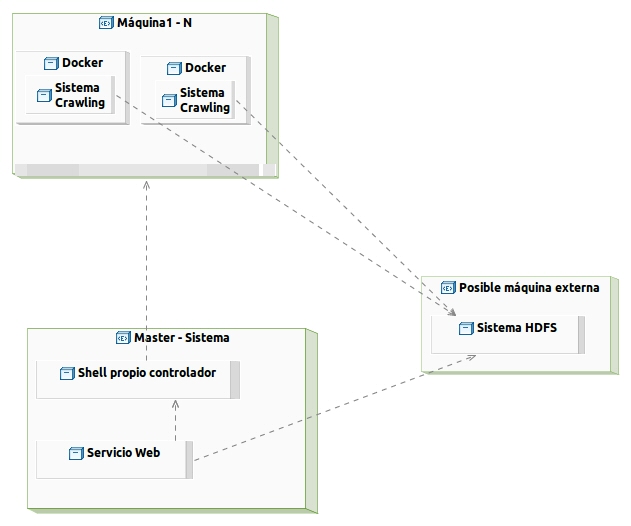 Máquina1 - N
Docker
Sistema
Crawling
Docker
Sistema
Crawling
Posible máquina externa
Sistema HDFS
Master - Sistema
Shell propio controlador
Servicio Web